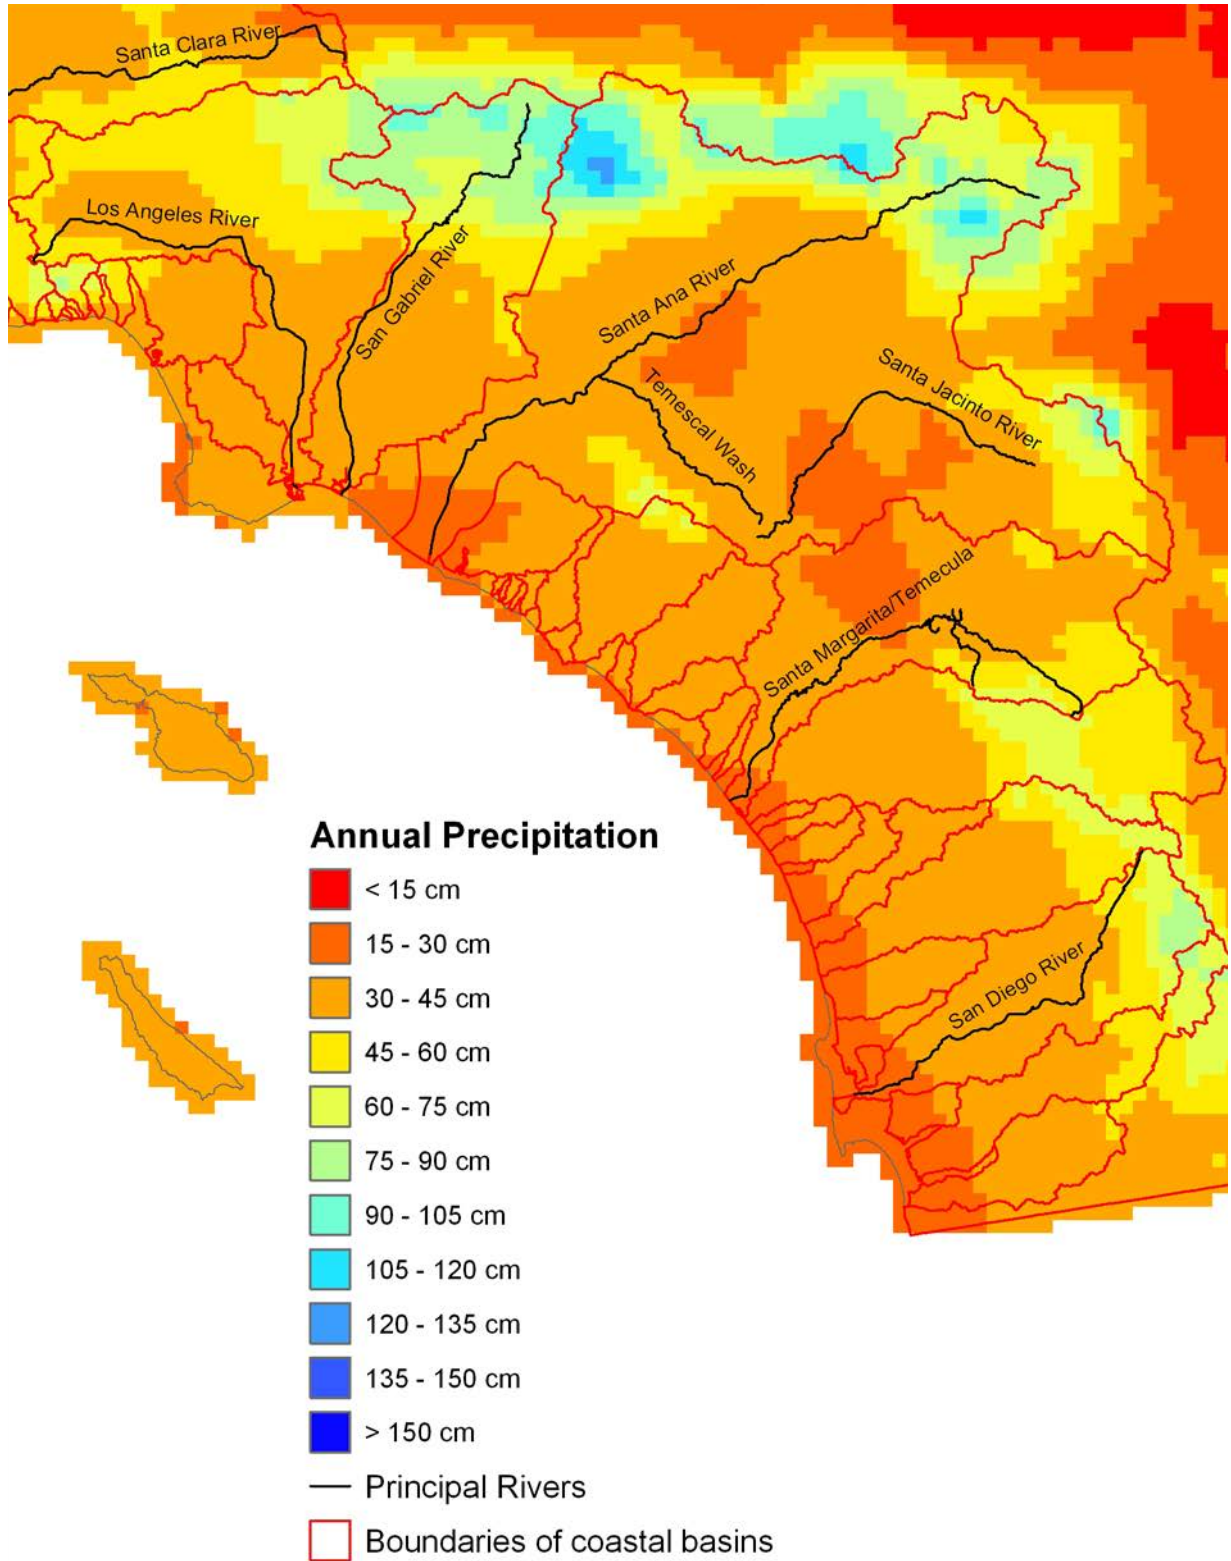 Santa Clara River
Los Angeles River
San Gabriel River
Santa Ana River
Temescal Wash
Santa Jacinto River
Santa Margarita/Temecula
San Diego River
Annual Precipitation
< 15 cm
15 - 30 cm
30 - 45 cm
45 - 60 cm
60 - 75 cm
75 - 90 cm
90 - 105 cm
105 - 120 cm
120 - 135 cm
135 - 150 cm
> 150 cm
Principal Rivers
Boundaries of coastal basins